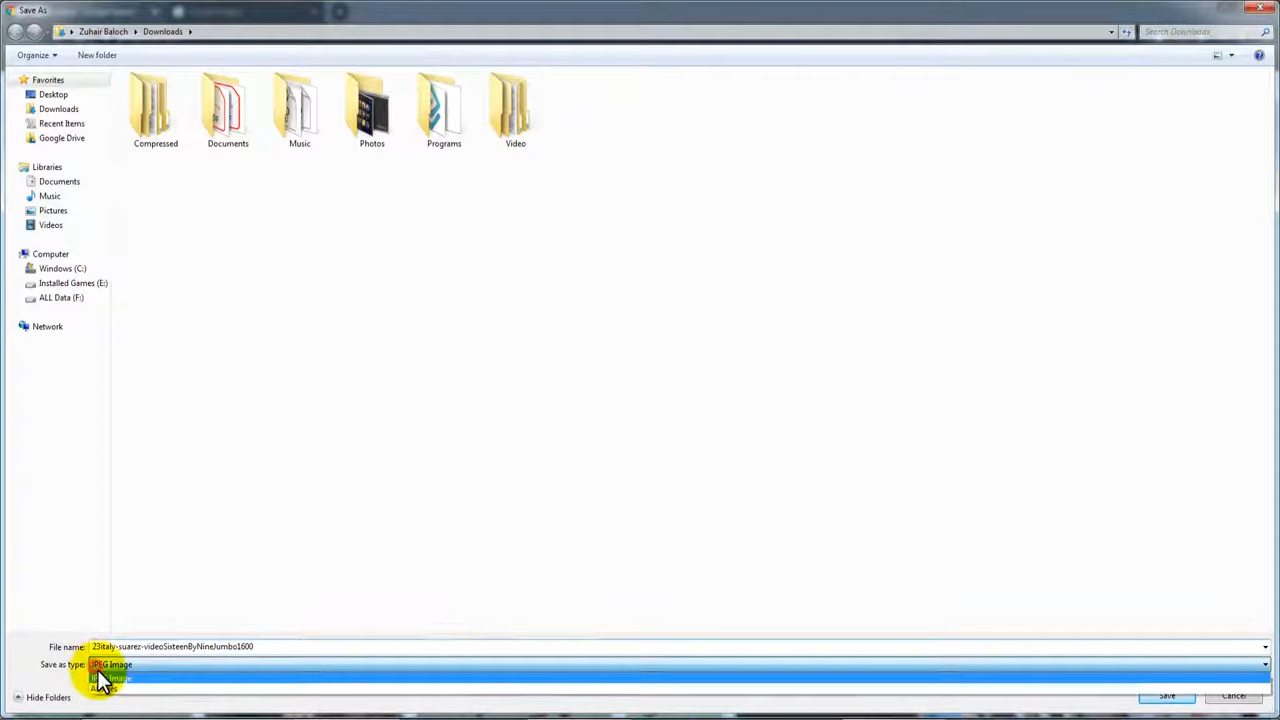 Save As
Zuhair Baloch
Downloads
Search Downloads
Organize
New folder
Favorites
Desktop
Downloads
Recent Items
Google Drive
Libraries
Documents
Music
Pictures
Videos
Computer
Windows (C:)
Installed Games (E:)
ALL Data (F:)
Network
Compressed
Documents
Music
Photos
Programs
Video
File name: 23italy-suarez-videoSixteenByNineJumbo1600
Save as type: JPEG Image
Image
Hide Folders
Save
Cancel